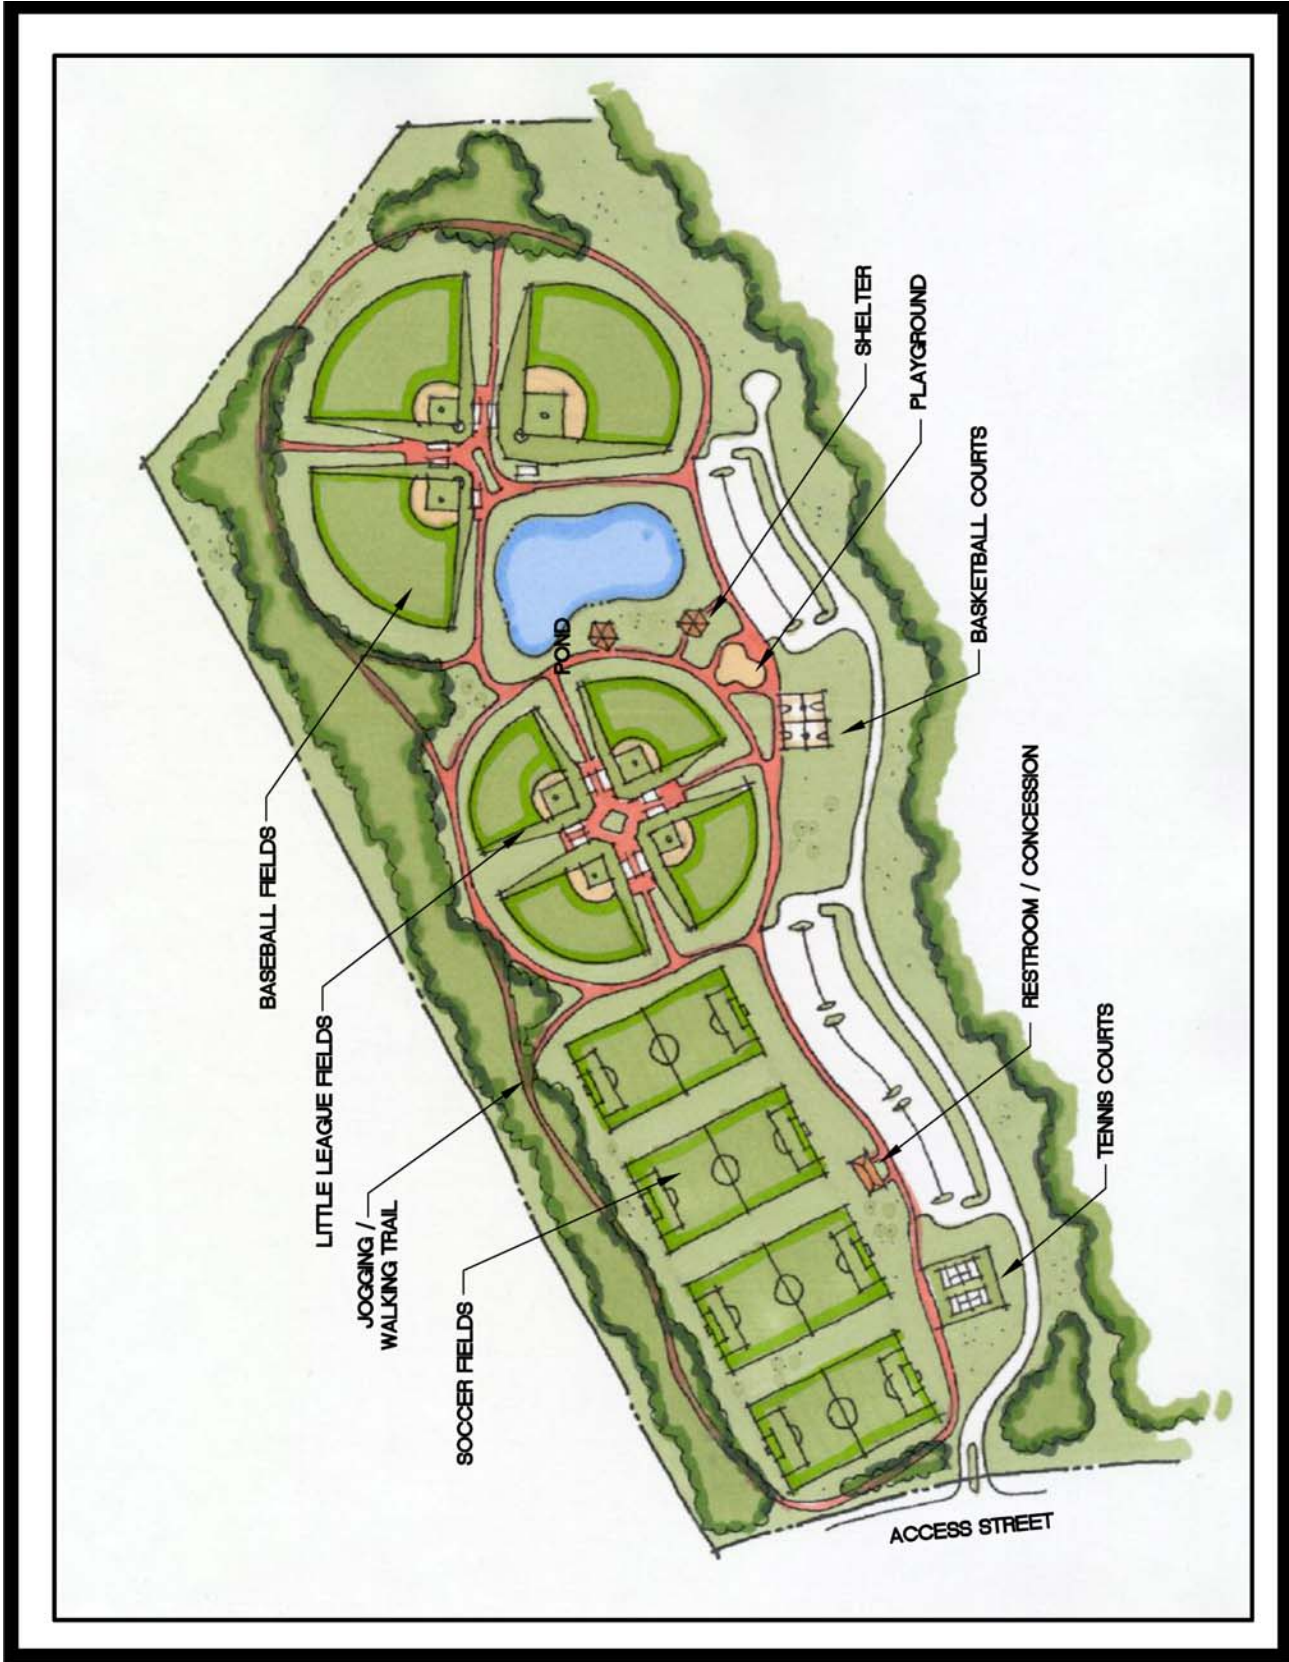 BASEBALL FIELDS
LITTLE LEAGUE FIELDS
JOGGING /
WALKING TRAIL
SOCCER FIELDS
POND
SHELTER
PLAYGROUND
BASKETBALL COURTS
RESTROOM / CONCESSION
TENNIS COURTS
ACCESS STREET